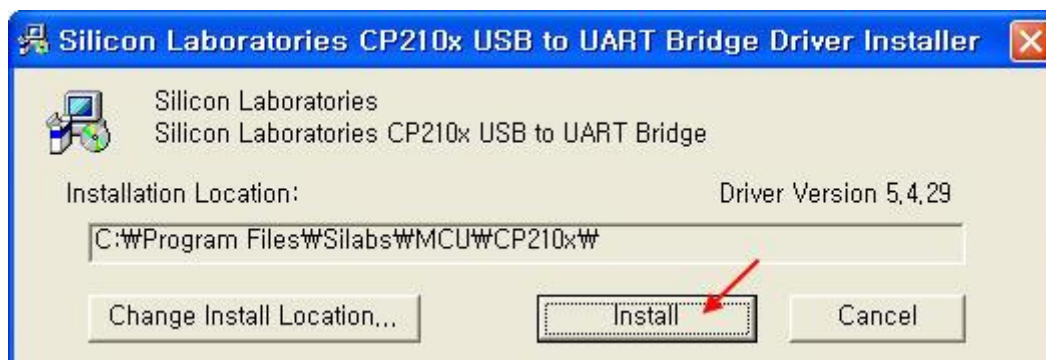 Silicon Laboratories CP210x USB to UART Bridge Driver Installer
Silicon Laboratories
Silicon Laboratories CP210x USB to UART Bridge
Installation Location: Driver Version 5,4,29
C:₩Program Files₩Silabs₩MCU₩CP210x₩
Change Install Location,,, Install Cancel